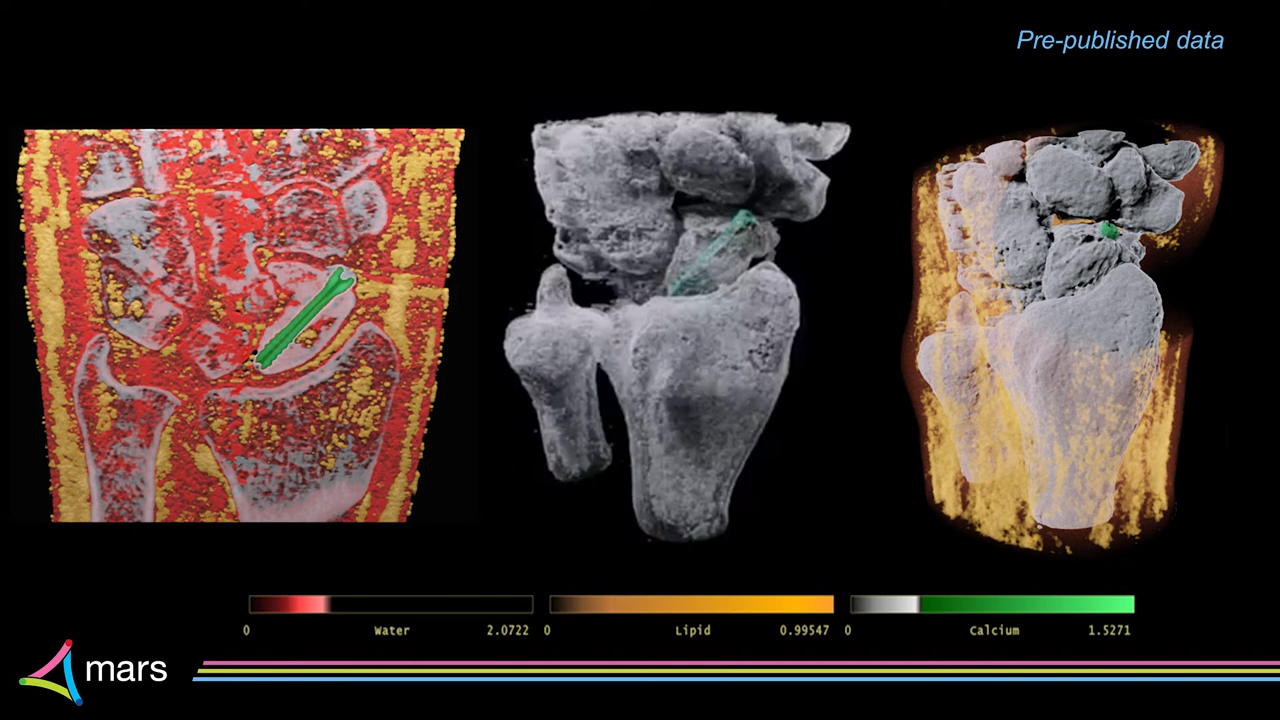 Pre-published data
0 Water 2.0722 0 Lipid 0.99547 0 Calcium 1.5271
mars